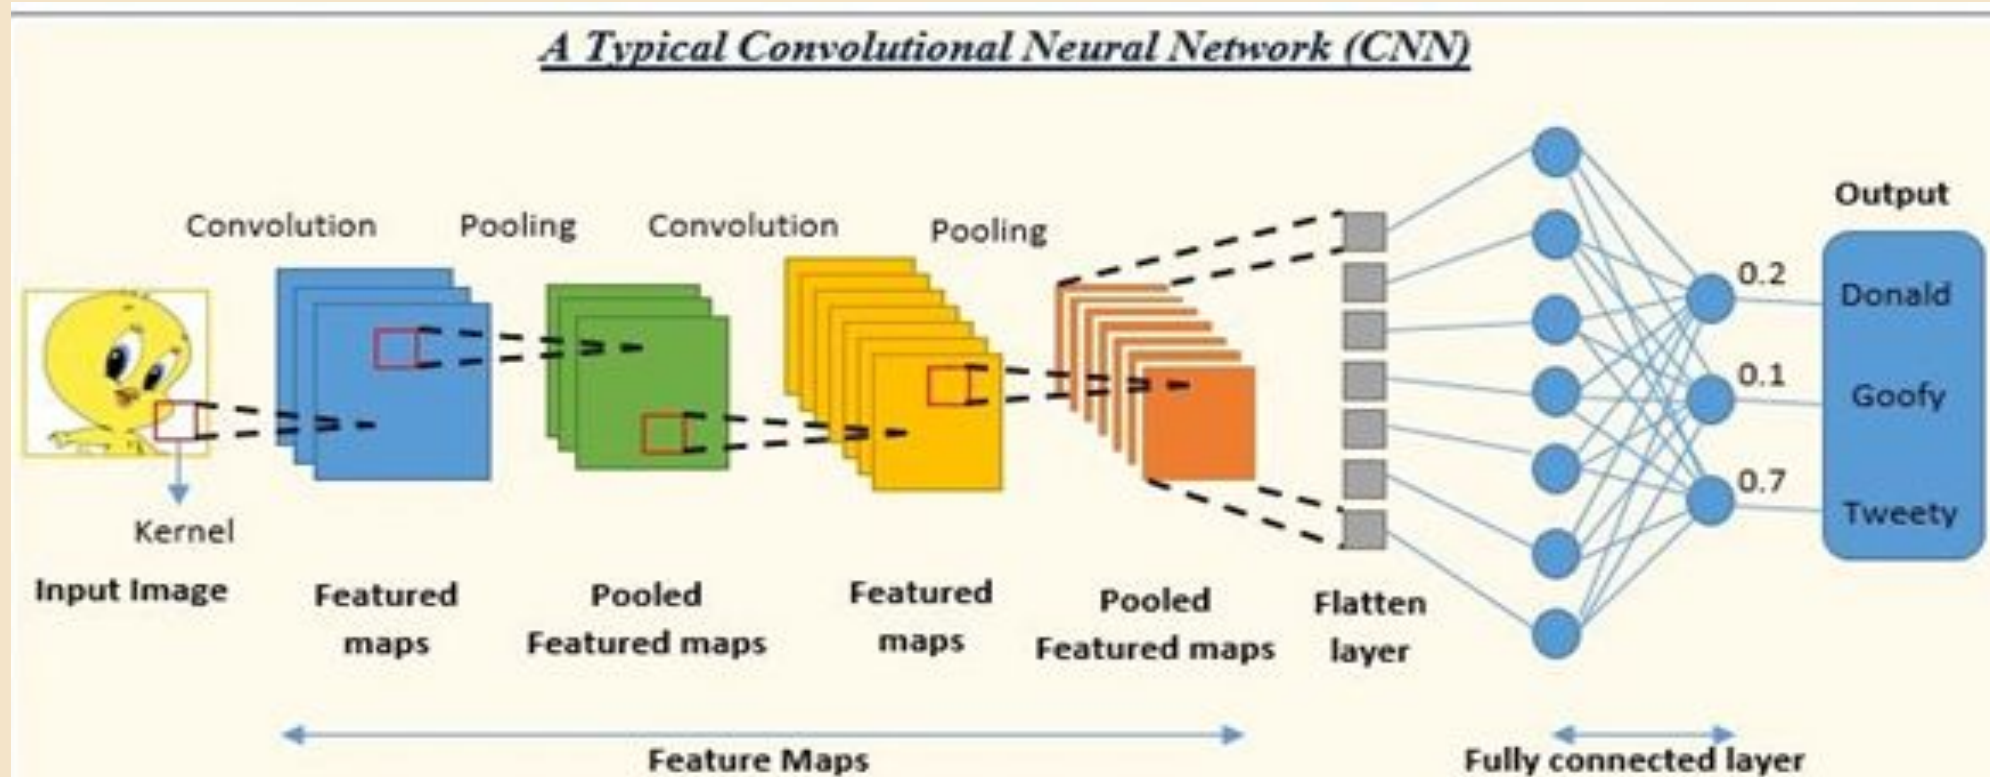 A Typical Convolutional Neural Network (CNN)
Convolution
Pooling
Convolution
Pooling
Output
0.2
Donald
0.1
Goofy
0.7
Tweety
Kernel
Input Image
Featured
maps
Pooled
Featured maps
Featured
maps
Pooled
Featured maps
Flatten
layer
Feature Maps
Fully connected layer